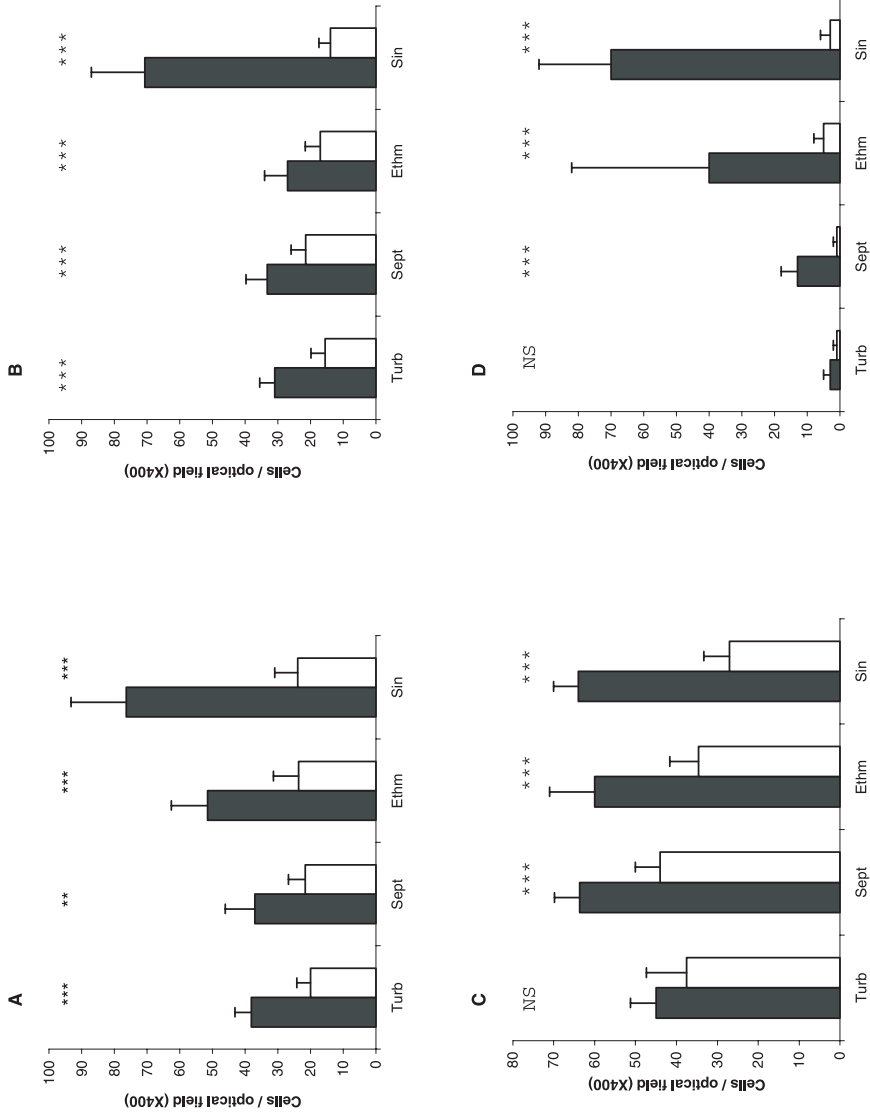 A
Cells / optical field (X400)
100
90
80
70
60
50
40
30
20
10
0
*** ** *** ***
Turb Sept Ethm Sin
B
Cells / optical field (X400)
100
90
80
70
60
50
40
30
20
10
0
*** *** *** ***
Turb Sept Ethm Sin
C
Cells / optical field (X400)
80
70
60
50
40
30
20
10
0
NS *** *** ***
Turb Sept Ethm Sin
D
Cells / optical field (X400)
100
90
80
70
60
50
40
30
20
10
0
NS *** *** ***
Turb Sept Ethm Sin